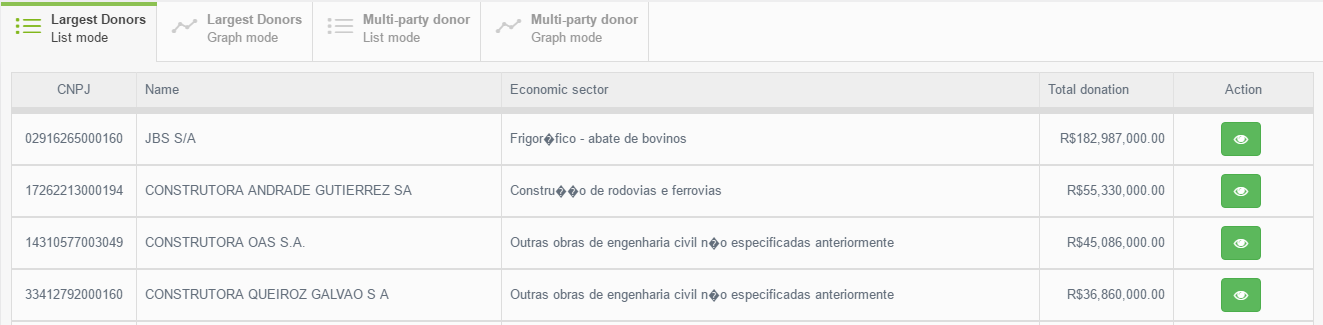 Largest Donors
List mode
Largest Donors
Graph mode
Multi-party donor
List mode
Multi-party donor
Graph mode
CNPJ Name Economic sector Total donation Action
02916265000160 JBS S/A Frigor�fico - abate de bovinos R$182,987,000.00
17262213000194 CONSTRUTORA ANDRADE GUTIERREZ SA Constru��o de rodovias e ferrovias R$55,330,000.00
14310577003049 CONSTRUTORA OAS S.A. Outras obras de engenharia civil n�o especificadas anteriormente R$45,086,000.00
33412792000160 CONSTRUTORA QUEIROZ GALVAO S A Outras obras de engenharia civil n�o especificadas anteriormente R$36,860,000.00